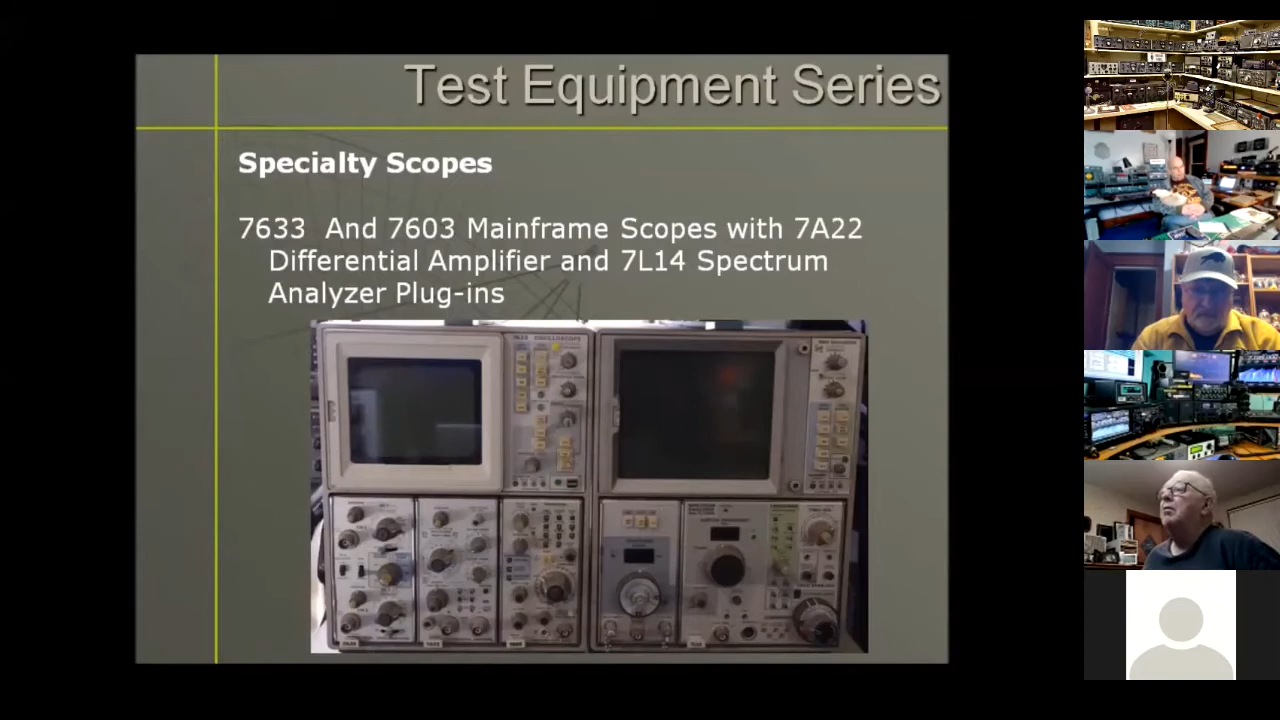 Test Equipment Series
Specialty Scopes
7633 And 7603 Mainframe Scopes with 7A22
Differential Amplifier and 7L14 Spectrum
Analyzer Plug-ins